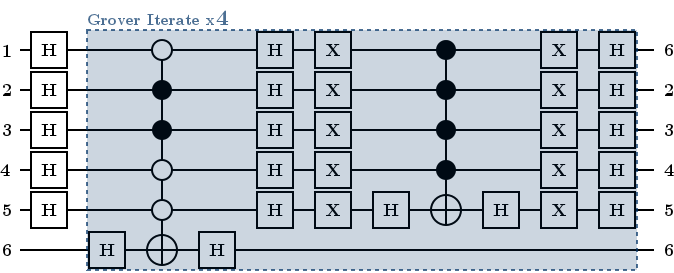 Grover Iterate x4
1 H H X X H 6
2 H H X X H 2
3 H H X X H 3
4 H H X X H 4
5 H H X H H X H 5
6 H H 6